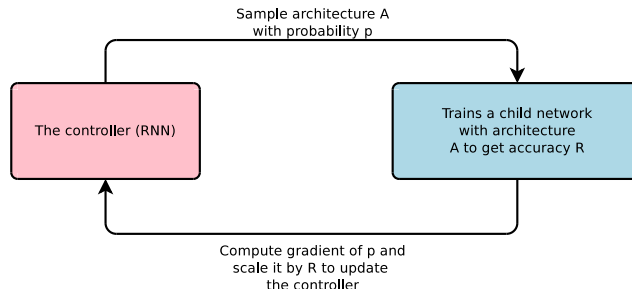 Sample architecture A
with probability p
The controller (RNN)
Trains a child network
with architecture
A to get accuracy R
Compute gradient of p and
scale it by R to update
the controller